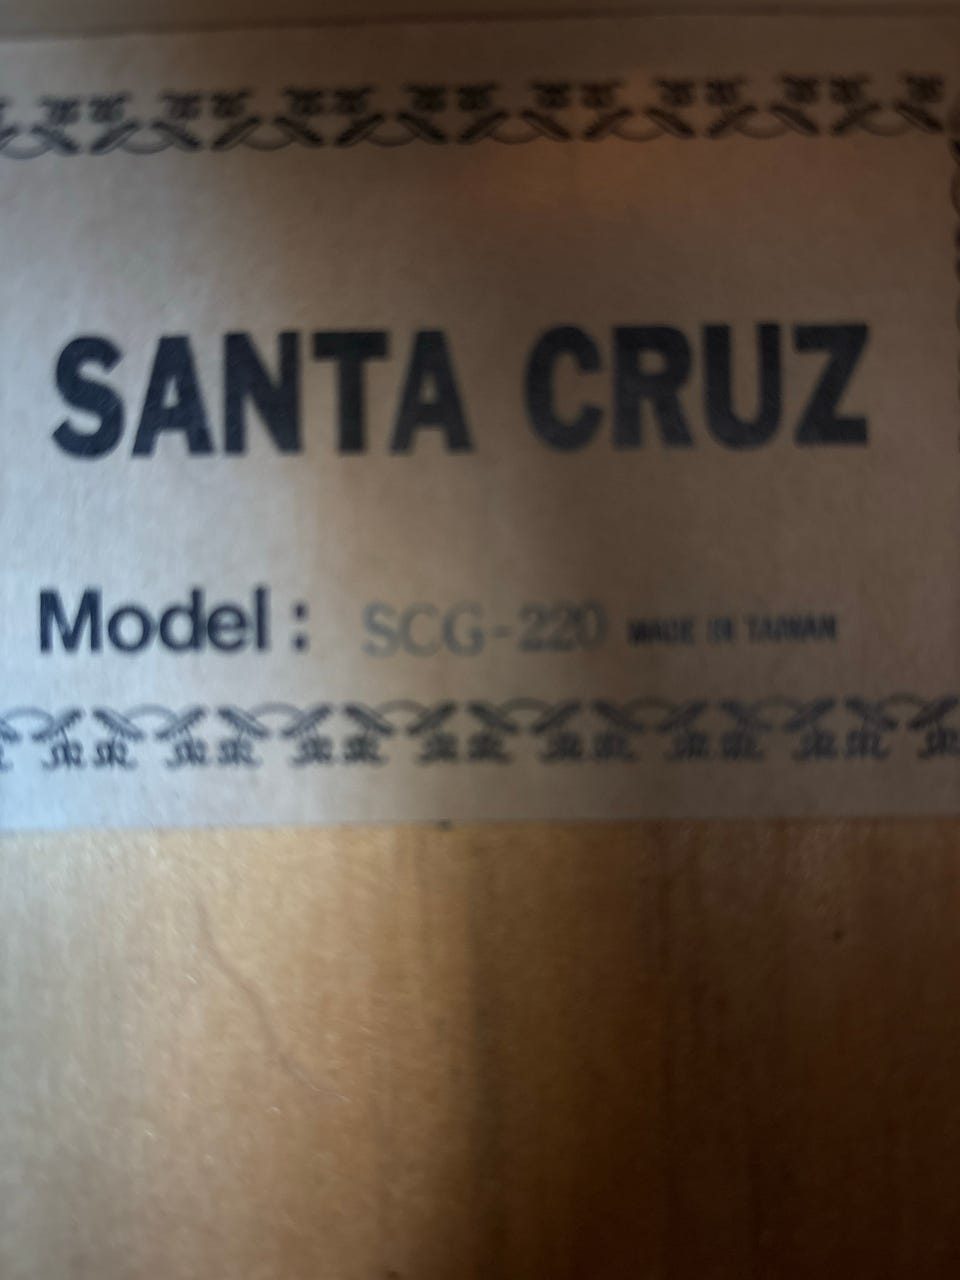 SANTA CRUZ
Model : SCG-220 MADE IN TAIWAN